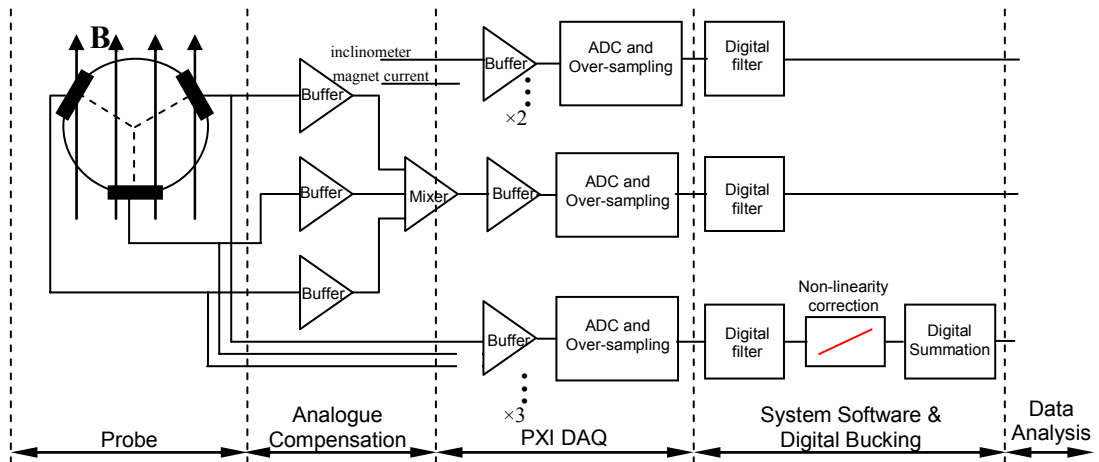 B
inclinometer
magnet current
Buffer
×2
ADC and
Over-sampling
Digital
filter
Buffer
Buffer
Mixer
Buffer
ADC and
Over-sampling
Digital
filter
Buffer
Buffer
×3
ADC and
Over-sampling
Digital
filter
Non-linearity
correction
Digital
Summation
Probe
Analogue
Compensation
PXI DAQ
System Software &
Digital Bucking
Data
Analysis